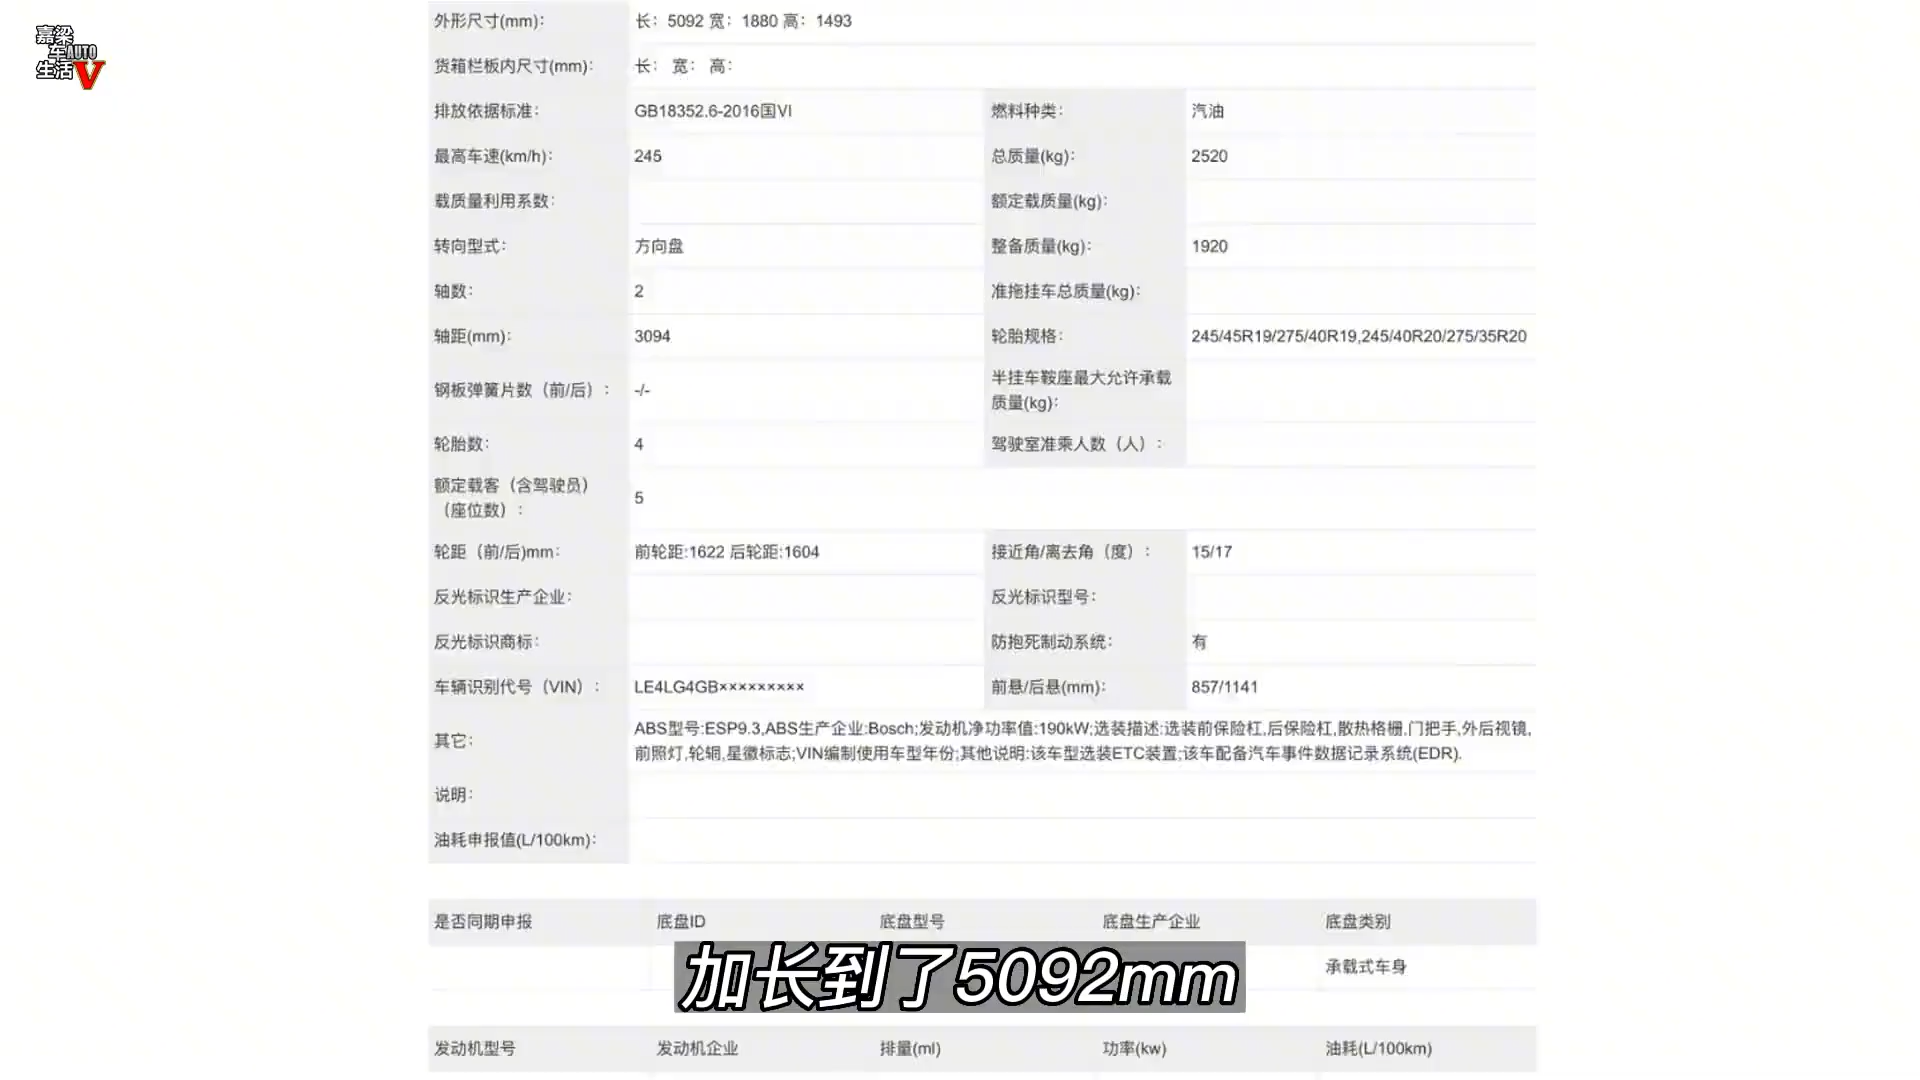 嘉梁
车AUTO
生活V
外形尺寸(mm): 长: 5092 宽: 1880 高: 1493
货箱栏板内尺寸(mm): 长: 宽: 高:
排放依据标准: GB18352.6-2016国VI 燃料种类: 汽油
最高车速(km/h): 245 总质量(kg): 2520
载质量利用系数: 额定载质量(kg):
转向型式: 方向盘 整备质量(kg): 1920
轴数: 2 准拖挂车总质量(kg):
轴距(mm): 3094 轮胎规格: 245/45R19/275/40R19,245/40R20/275/35R20
钢板弹簧片数（前/后）: -/- 半挂车鞍座最大允许承载
质量(kg):
轮胎数: 4 驾驶室准乘人数（人）:
额定载客（含驾驶员）
（座位数）: 5
轮距（前/后)mm: 前轮距:1622 后轮距:1604 接近角/离去角（度）: 15/17
反光标识生产企业: 反光标识型号:
反光标识商标: 防抱死制动系统: 有
车辆识别代号（VIN）: LE4LG4GB××××××××× 前悬/后悬(mm): 857/1141
其它: ABS型号:ESP9.3,ABS生产企业:Bosch;发动机净功率值:190kW;选装描述:选装前保险杠,后保险杠,散热格栅,门把手,外后视镜,
前照灯,轮辋,星徽标志;VIN编制使用车型年份;其他说明:该车型选装ETC装置;该车配备汽车事件数据记录系统(EDR).
说明:
油耗申报值(L/100km):
是否同期申报 底盘ID 底盘型号 底盘生产企业 底盘类别
承载式车身
加长到了5092mm
发动机型号 发动机企业 排量(ml) 功率(kw) 油耗(L/100km)